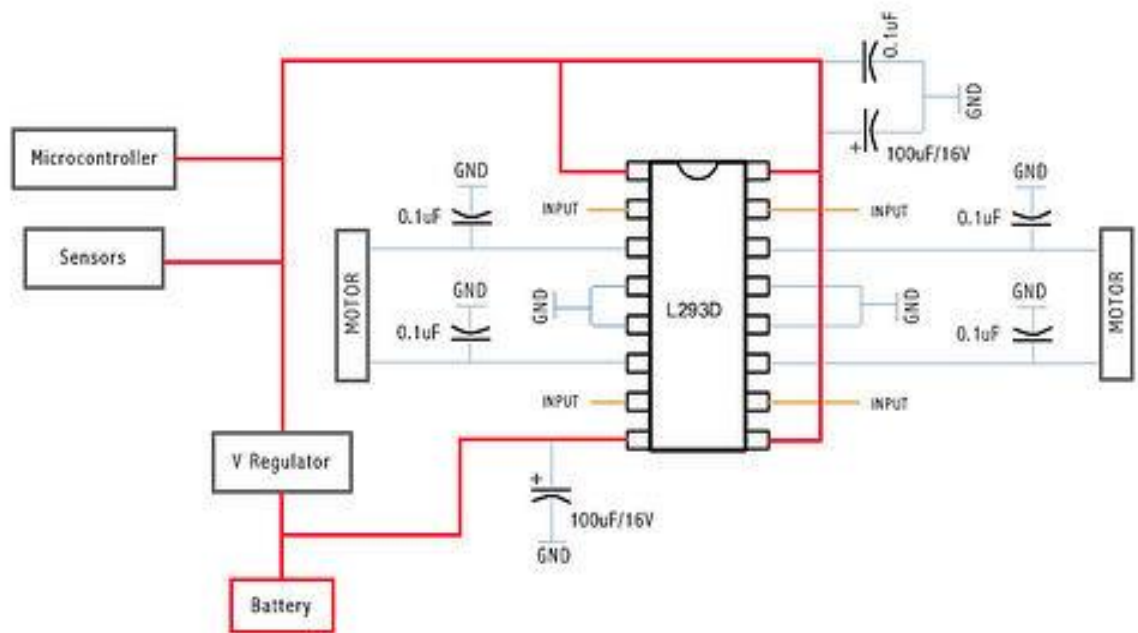 0.1uF
GND
Microcontroller
100uF/16V
+
GND
GND
INPUT
INPUT
0.1uF
0.1uF
Sensors
MOTOR
GND
GND
L293D
GND
GND
MOTOR
0.1uF
0.1uF
INPUT
INPUT
V Regulator
+
100uF/16V
GND
Battery